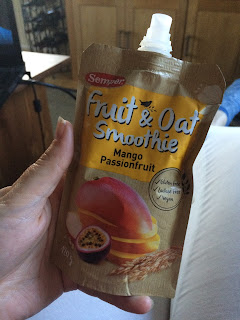 Semper
Fruit & Oat
Smoothie
Mango
Passionfruit